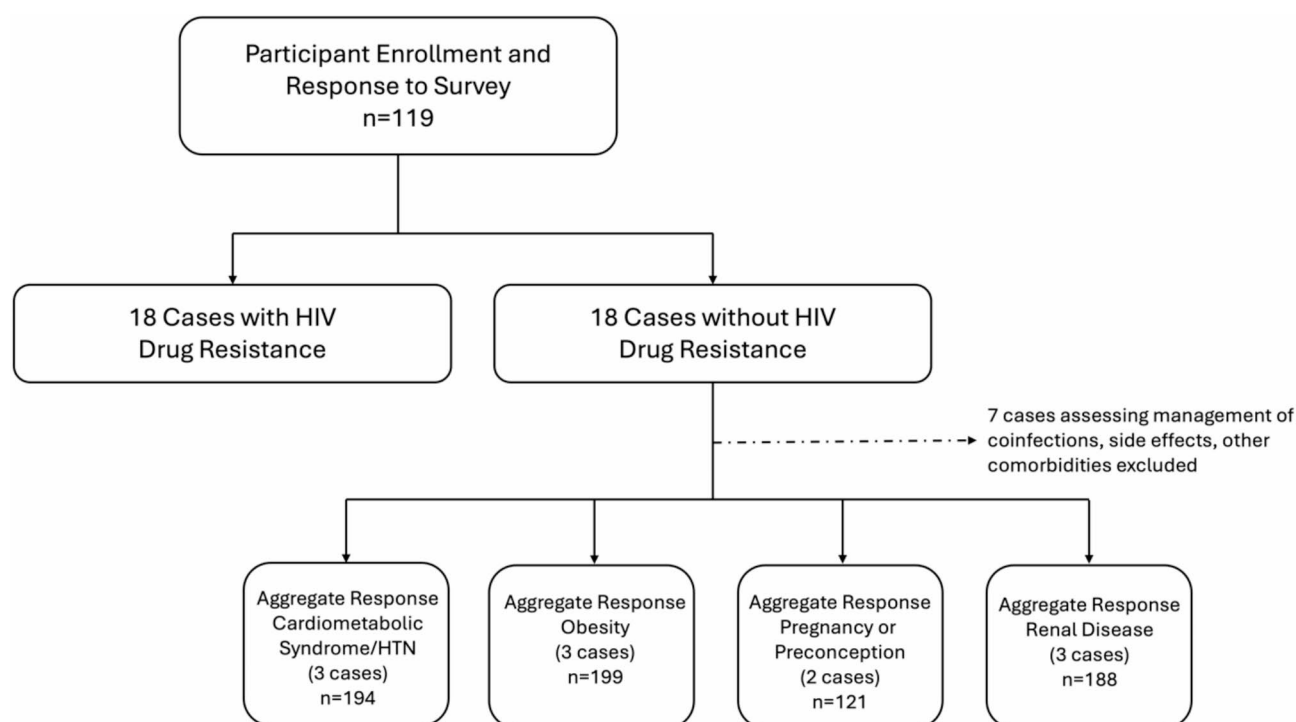 Participant Enrollment and
Response to Survey
n=119
18 Cases with HIV
Drug Resistance
18 Cases without HIV
Drug Resistance
7 cases assessing management of
coinfections, side effects, other
comorbidities excluded
Aggregate Response
Cardiometabolic
Syndrome/HTN
(3 cases)
n=194
Aggregate Response
Obesity
(3 cases)
n=199
Aggregate Response
Pregnancy or
Preconception
(2 cases)
n=121
Aggregate Response
Renal Disease
(3 cases)
n=188